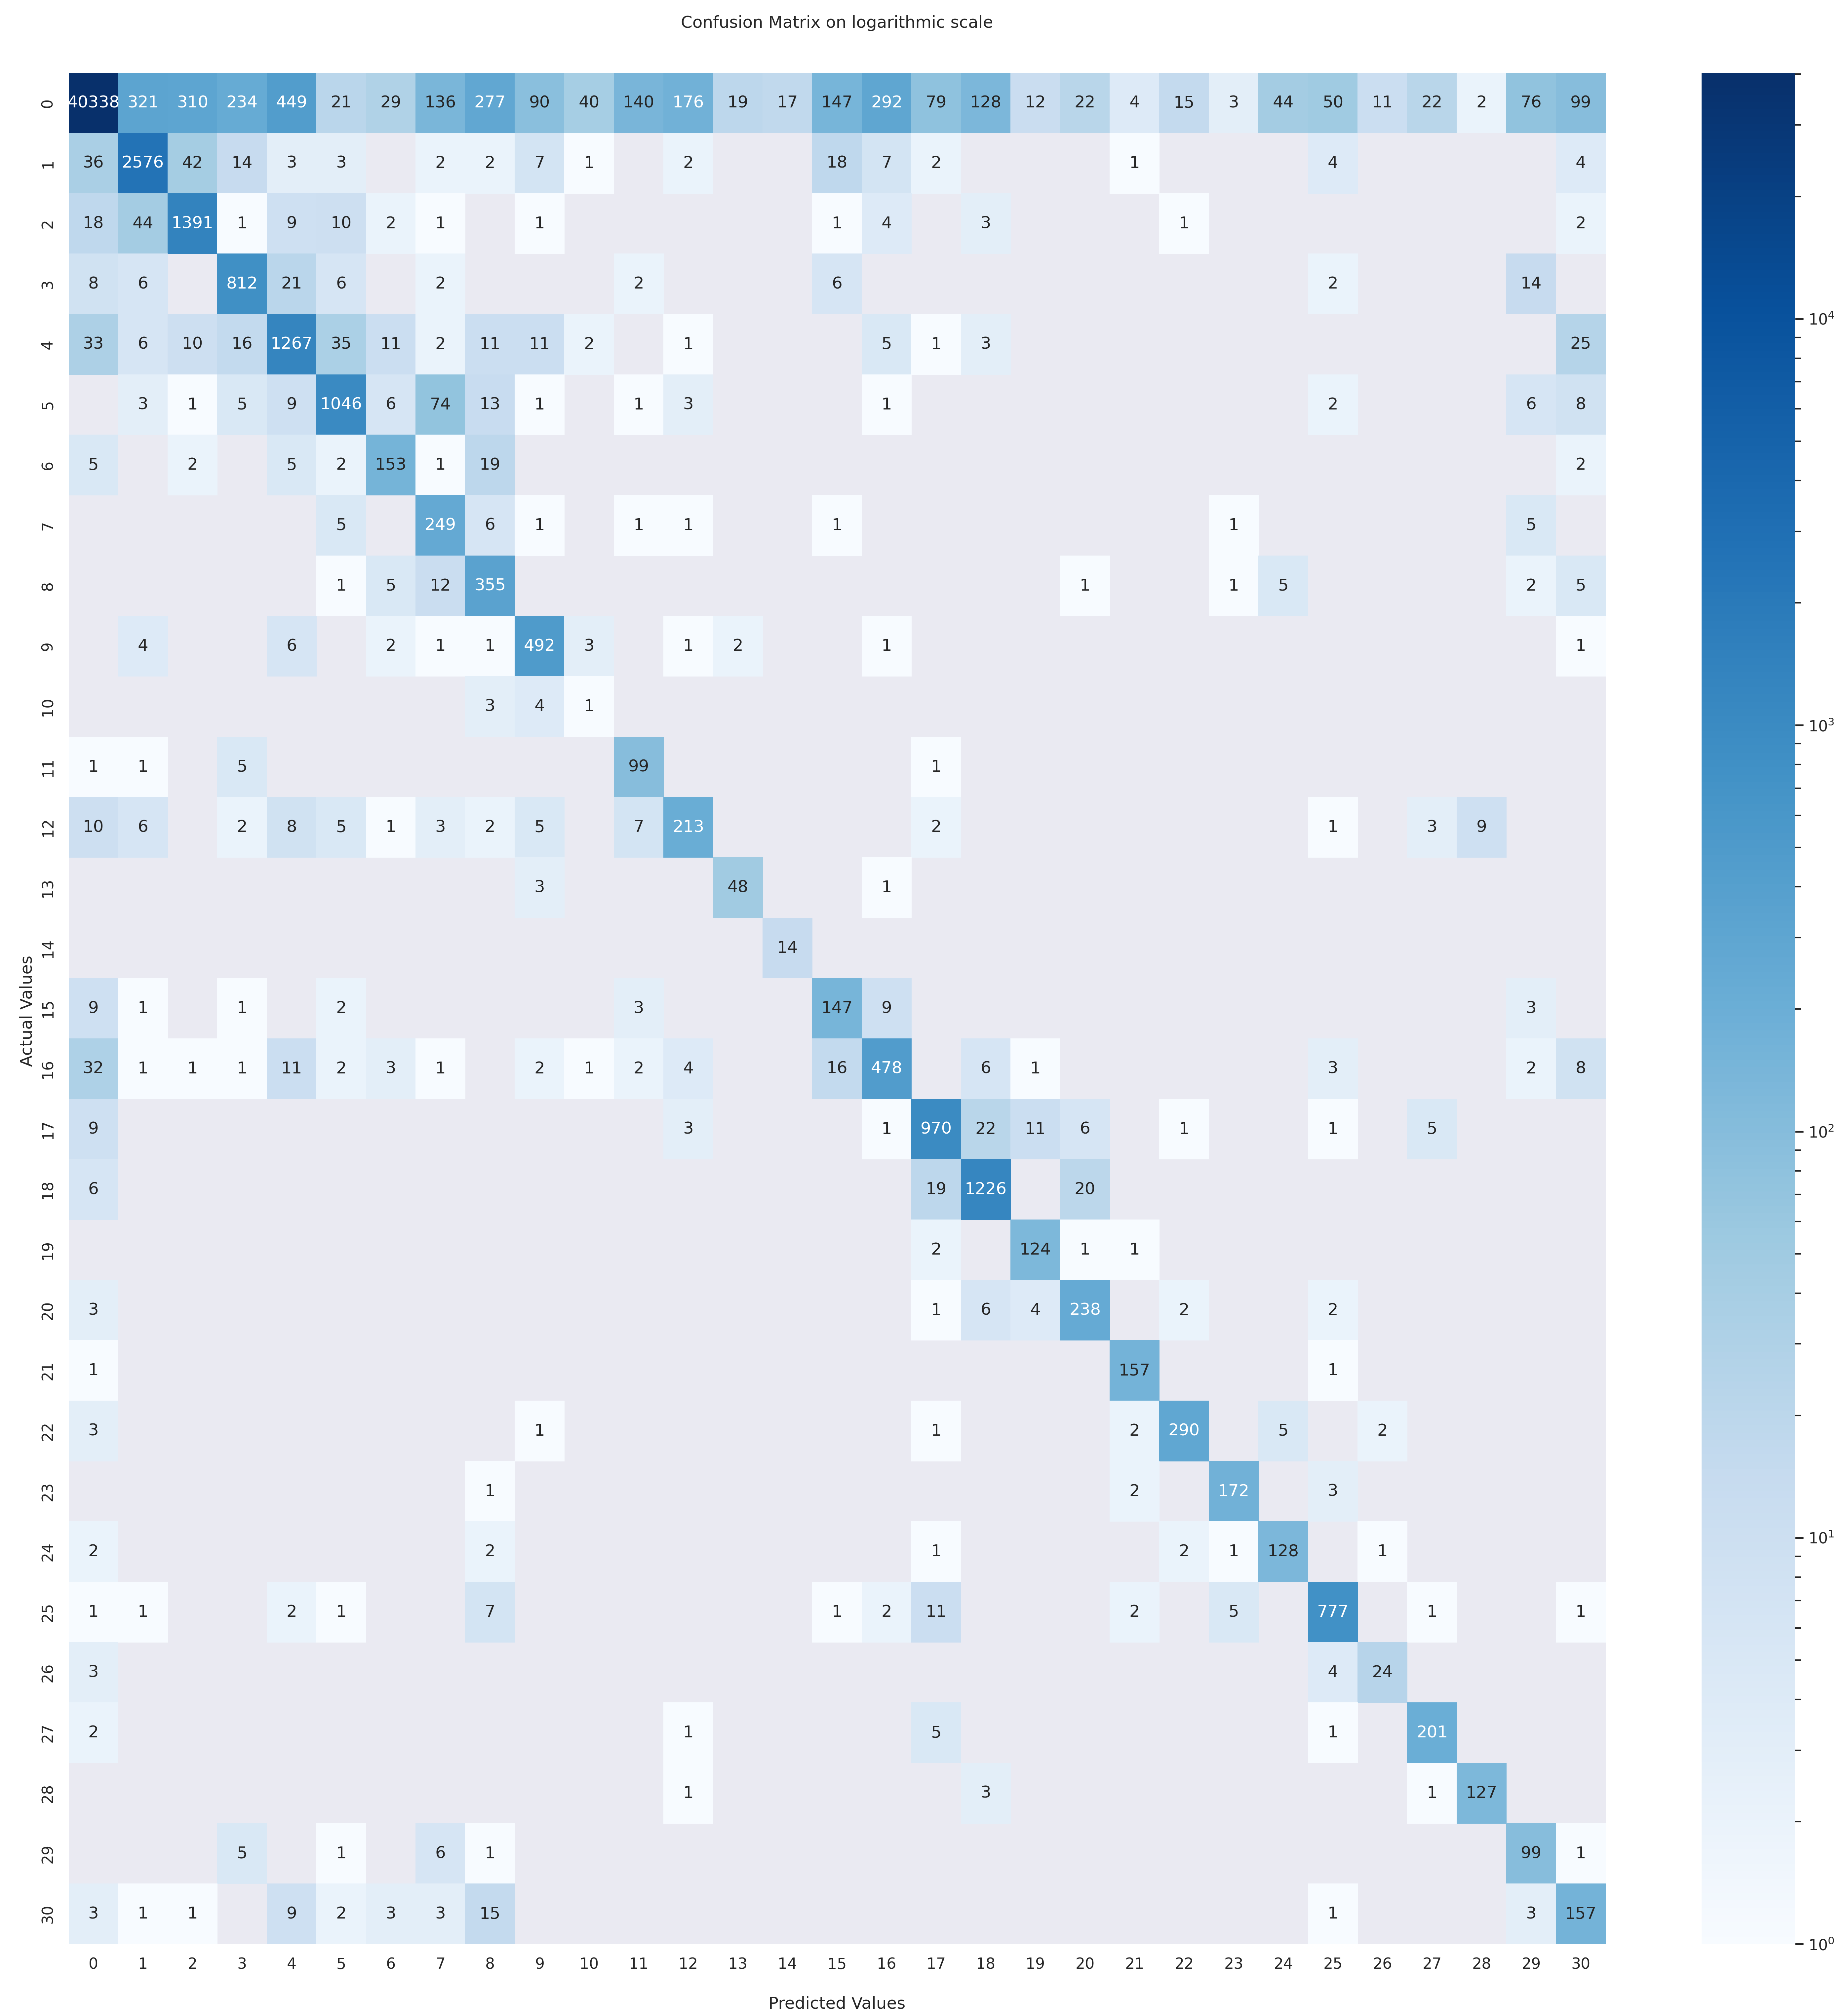 Confusion Matrix on logarithmic scale
0 40338 321 310 234 449 21 29 136 277 90 40 140 176 19 17 147 292 79 128 12 22 4 15 3 44 50 11 22 2 76 99
1 36 2576 42 14 3 3 2 2 7 1 2 18 7 2 1 4 4
2 18 44 1391 1 9 10 2 1 1 1 4 3 1 2
3 8 6 812 21 6 2 2 6 2 14
4 33 6 10 16 1267 35 11 2 11 11 2 1 5 1 3 25
5 3 1 5 9 1046 6 74 13 1 1 3 1 2 6 8
6 5 2 5 2 153 1 19 2
7 5 249 6 1 1 1 1 1 5
8 1 5 12 355 1 1 5 2 5
9 4 6 2 1 1 492 3 1 2 1 1
10 3 4 1
11 1 1 5 99 1
12 10 6 2 8 5 1 3 2 5 7 213 2 1 3 9
13 3 48 1
14 14
15 9 1 1 2 3 147 9 3
16 32 1 1 1 11 2 3 1 2 1 2 4 16 478 6 1 3 2 8
17 9 3 1 970 22 11 6 1 1 5
18 6 19 1226 20
19 2 124 1 1
20 3 1 6 4 238 2 2
21 1 157 1
22 3 1 1 2 290 5 2
23 1 2 172 3
24 2 2 1 2 1 128 1
25 1 1 2 1 7 1 2 11 2 5 777 1 1
26 3 4 24
27 2 1 5 1 201
28 1 3 1 127
29 5 1 6 1 99 1
30 3 1 1 9 2 3 3 15 1 3 157
0 1 2 3 4 5 6 7 8 9 10 11 12 13 14 15 16 17 18 19 20 21 22 23 24 25 26 27 28 29 30
Predicted Values
Actual Values
10⁴
10³
10²
10¹
10⁰